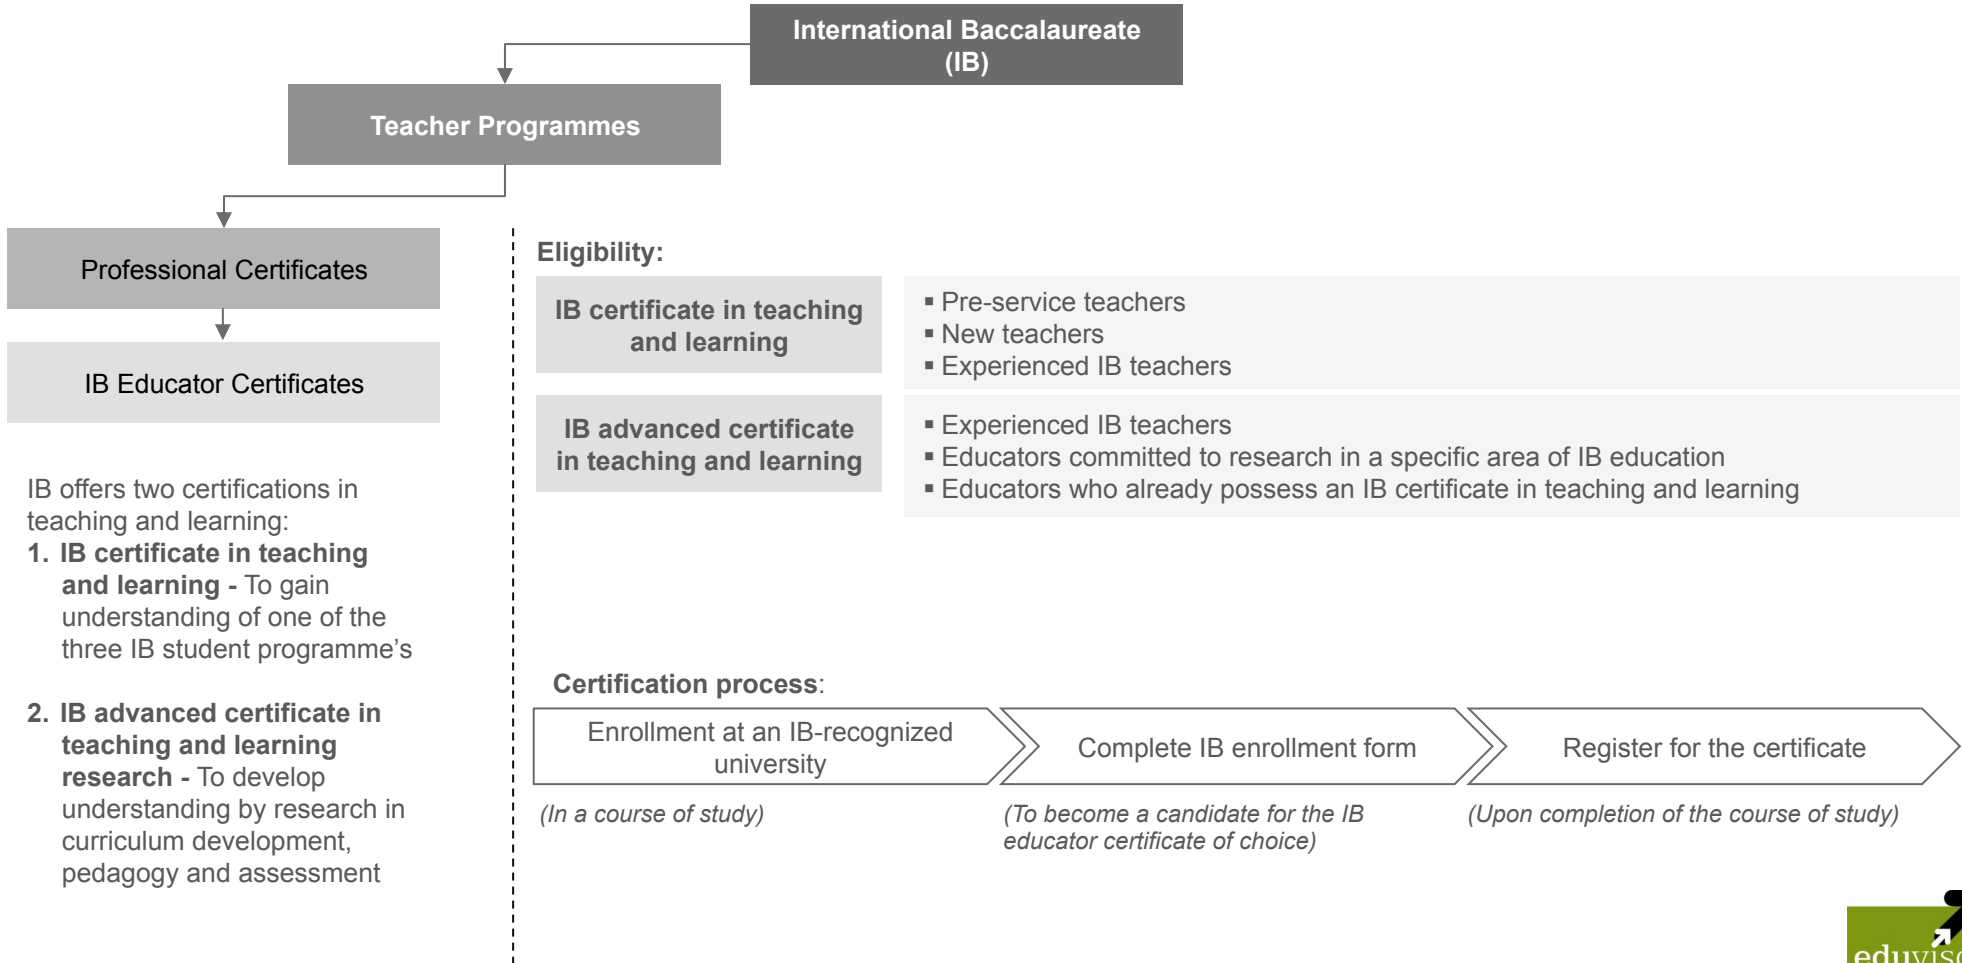 International Baccalaureate
(IB)
Teacher Programmes
Professional Certificates
IB Educator Certificates
IB offers two certifications in
teaching and learning:
1. IB certificate in teaching
and learning - To gain
understanding of one of the
three IB student programme’s
2. IB advanced certificate in
teaching and learning
research - To develop
understanding by research in
curriculum development,
pedagogy and assessment
Eligibility:
IB certificate in teaching
and learning
▪ Pre-service teachers
▪ New teachers
▪ Experienced IB teachers
IB advanced certificate
in teaching and learning
▪ Experienced IB teachers
▪ Educators committed to research in a specific area of IB education
▪ Educators who already possess an IB certificate in teaching and learning
Certification process:
Enrollment at an IB-recognized
university
Complete IB enrollment form
Register for the certificate
(In a course of study)
(To become a candidate for the IB
educator certificate of choice)
(Upon completion of the course of study)